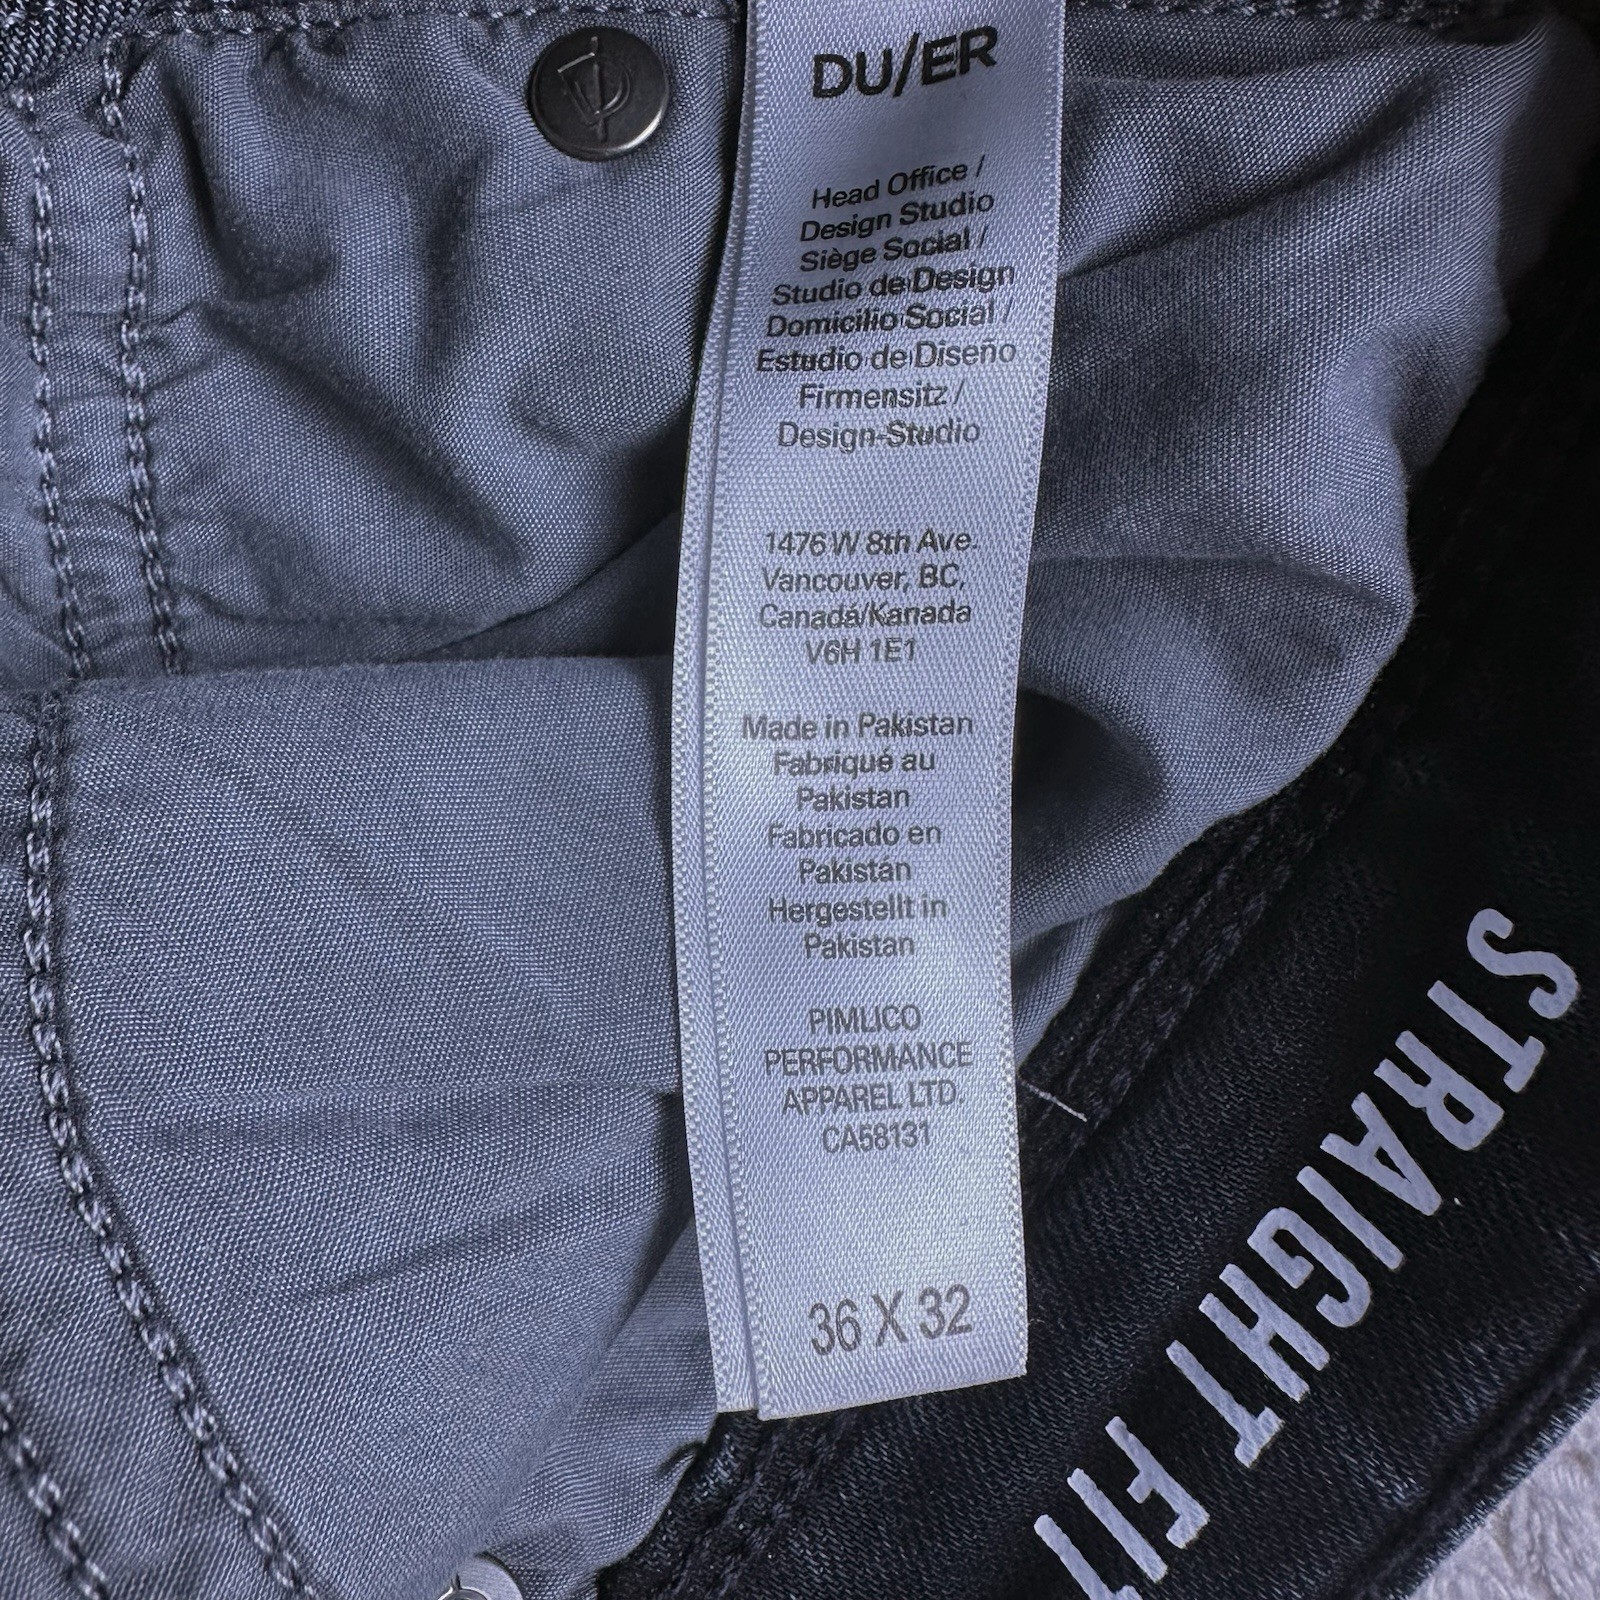 DU/ER
Head Office /
Design Studio
Siège Social /
Studio de Design
Domicilio Social /
Estudio de Diseño
Firmensitz /
Design-Studio
1476 W 8th Ave.
Vancouver, BC,
Canada/Kanada
V6H 1E1
Made in Pakistan
Fabriqué au
Pakistan
Fabricado en
Pakistán
Hergestellt in
Pakistan
PIMLICO
PERFORMANCE
APPAREL LTD.
CA58131
36 X 32
STRAIGHT FIT